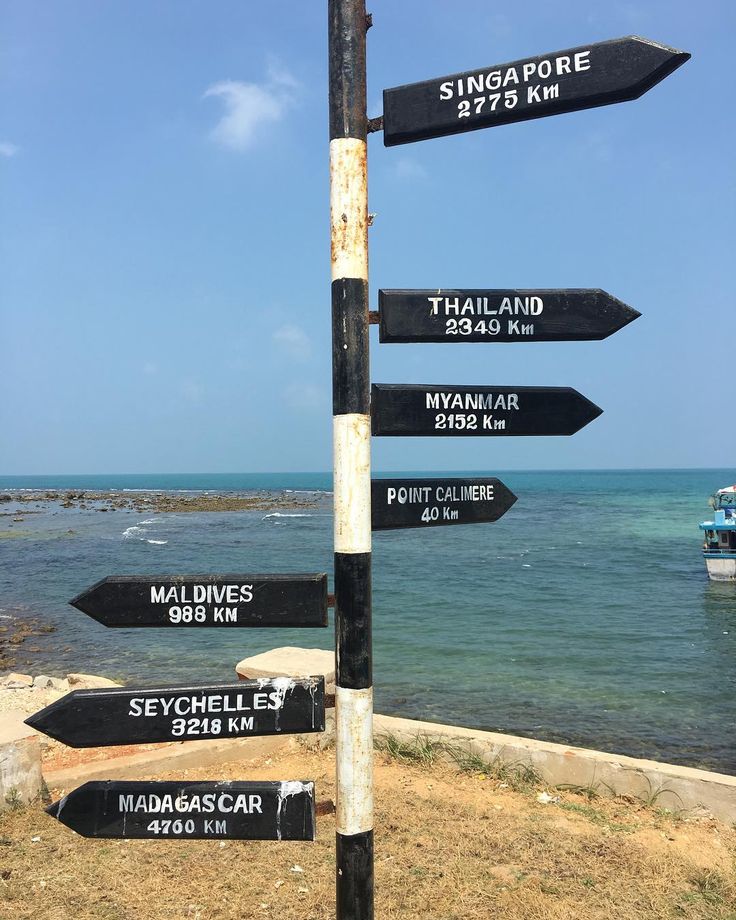 SINGAPORE
2775 Km
THAILAND
2349 Km
MYANMAR
2152 Km
POINT CALIMERE
40 Km
MALDIVES
988 KM
SEYCHELLES
3218 KM
MADAGASCAR
4760 KM